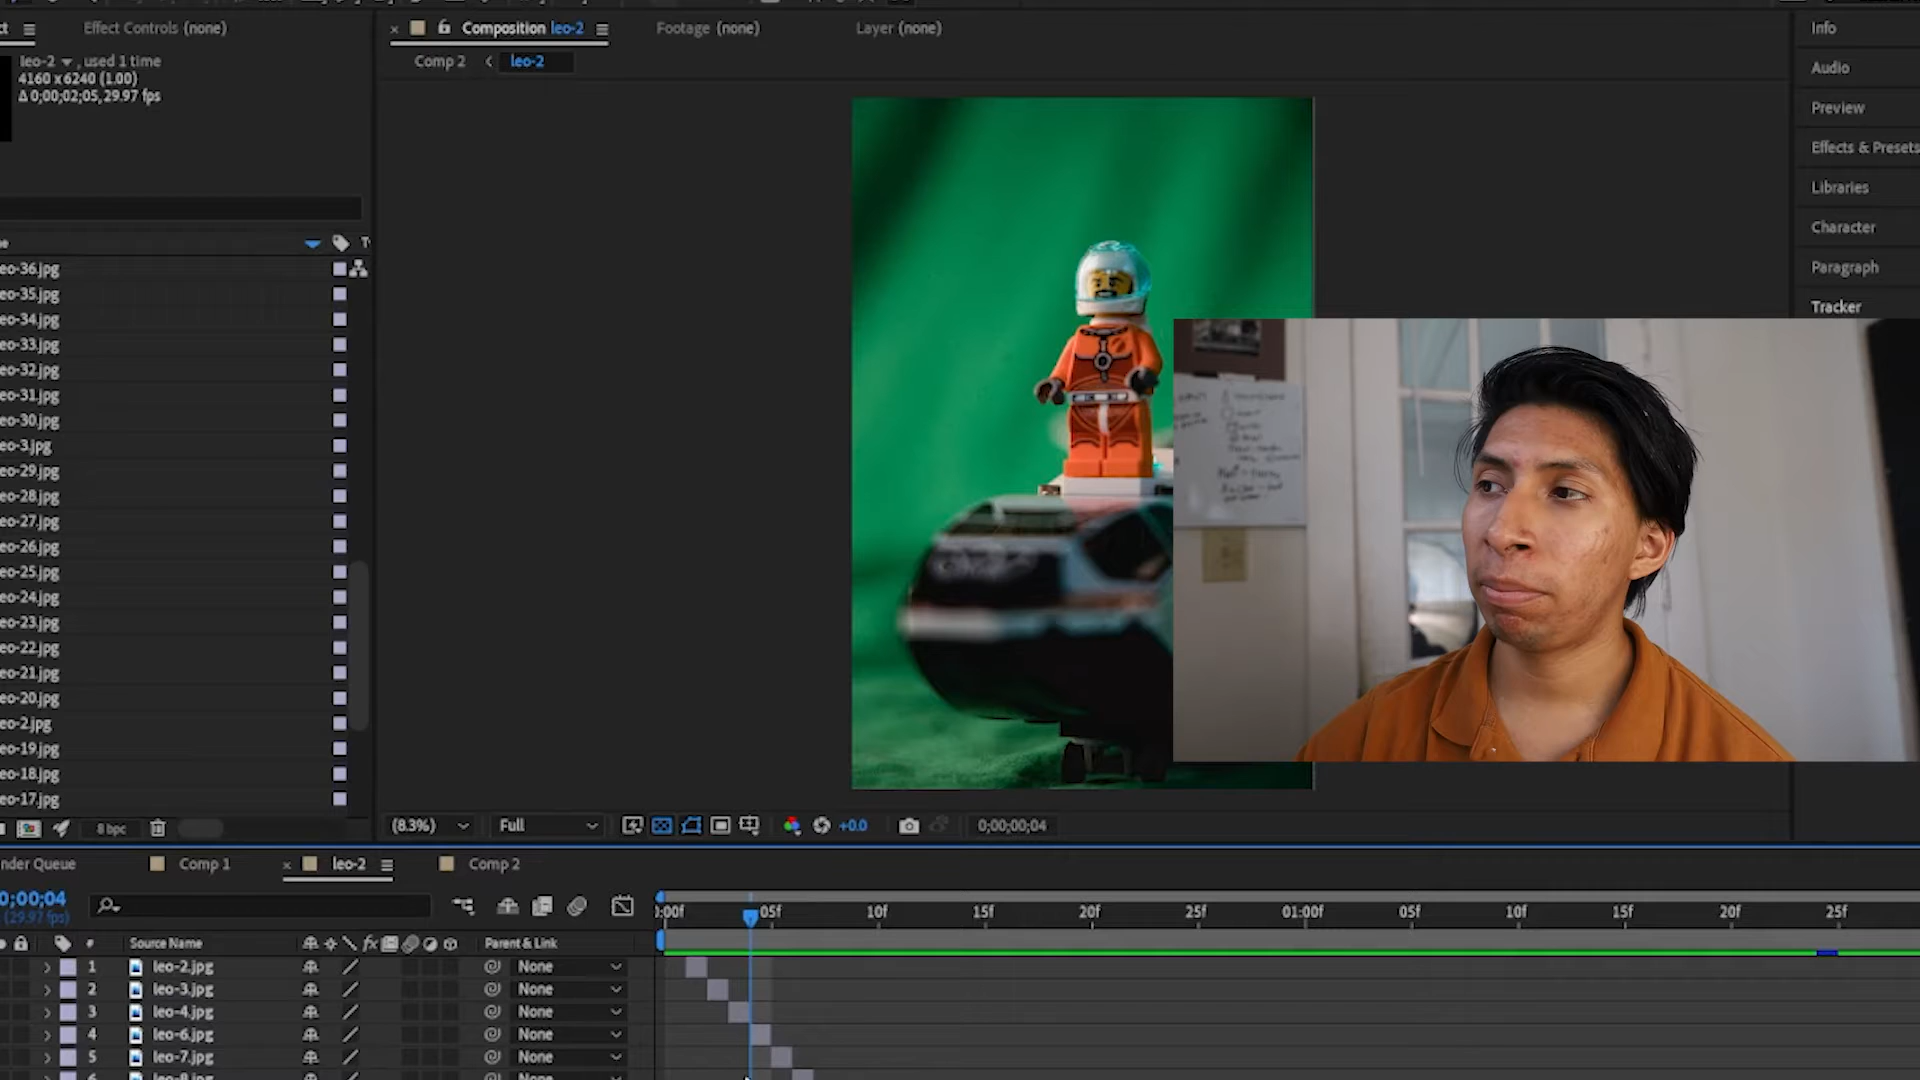 ct
Effect Controls (none)
Composition leo-2
Footage (none)
Layer (none)
Info
leo-2 , used 1 time
4160 x 6240 (1.00)
Δ 0;00;02;05, 29.97 fps
Comp 2
leo-2
Audio
Preview
Effects & Presets
Libraries
Character
Paragraph
Tracker
eo-36.jpg
eo-35.jpg
eo-34.jpg
eo-33.jpg
eo-32.jpg
eo-31.jpg
eo-30.jpg
eo-3.jpg
eo-29.jpg
eo-28.jpg
eo-27.jpg
eo-26.jpg
eo-25.jpg
eo-24.jpg
eo-23.jpg
eo-22.jpg
eo-21.jpg
eo-20.jpg
eo-2.jpg
eo-19.jpg
eo-18.jpg
eo-17.jpg
8 bpc
(8.3%)
Full
+0.0
0;00;00;04
nder Queue
Comp 1
leo-2
Comp 2
0;00;04
(29.97 fps)
0:00f 05f 10f 15f 20f 25f 01:00f 05f 10f 15f 20f 25f
# Source Name fx Parent & Link
1 leo-2.jpg None
2 leo-3.jpg None
3 leo-4.jpg None
4 leo-6.jpg None
5 leo-7.jpg None
6 leo-8.jpg None